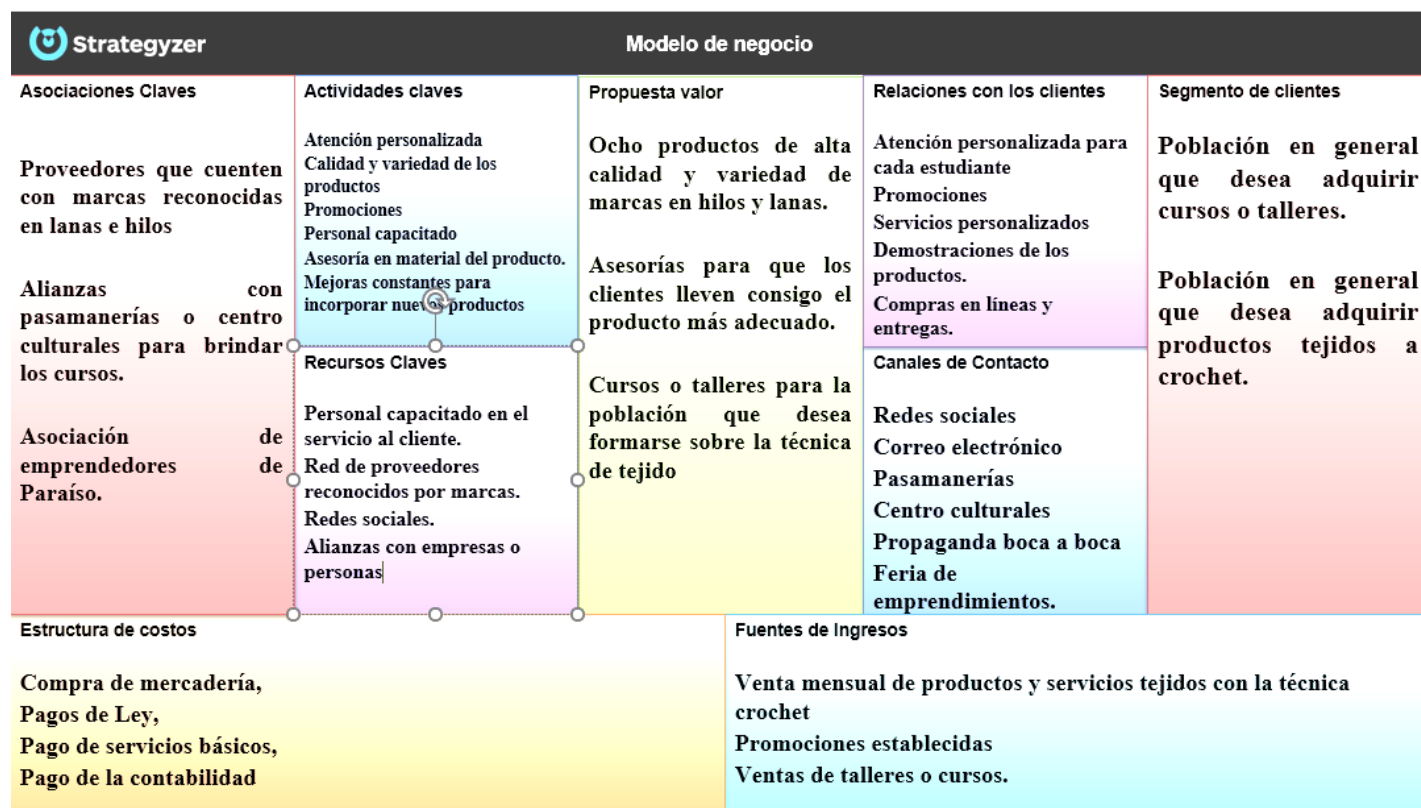 Strategyzer
Modelo de negocio
Asociaciones Claves
Proveedores que cuenten
con marcas reconocidas
en lanas e hilos
Alianzas con
pasamanerías o centro
culturales para brindar
los cursos.
Asociación de
emprendedores de
Paraíso.
Actividades claves
Atención personalizada
Calidad y variedad de los
productos
Promociones
Personal capacitado
Asesoría en material del producto.
Mejoras constantes para
incorporar nuevos productos
Recursos Claves
Personal capacitado en el
servicio al cliente.
Red de proveedores
reconocidos por marcas.
Redes sociales.
Alianzas con empresas o
personas
Propuesta valor
Ocho productos de alta
calidad y variedad de
marcas en hilos y lanas.
Asesorías para que los
clientes lleven consigo el
producto más adecuado.
Cursos o talleres para la
población que desea
formarse sobre la técnica
de tejido
Relaciones con los clientes
Atención personalizada para
cada estudiante
Promociones
Servicios personalizados
Demostraciones de los
productos.
Compras en líneas y
entregas.
Canales de Contacto
Redes sociales
Correo electrónico
Pasamanerías
Centro culturales
Propaganda boca a boca
Feria de
emprendimientos.
Segmento de clientes
Población en general
que desea adquirir
cursos o talleres.
Población en general
que desea adquirir
productos tejidos a
crochet.
Estructura de costos
Compra de mercadería,
Pagos de Ley,
Pago de servicios básicos,
Pago de la contabilidad
Fuentes de Ingresos
Venta mensual de productos y servicios tejidos con la técnica
crochet
Promociones establecidas
Ventas de talleres o cursos.